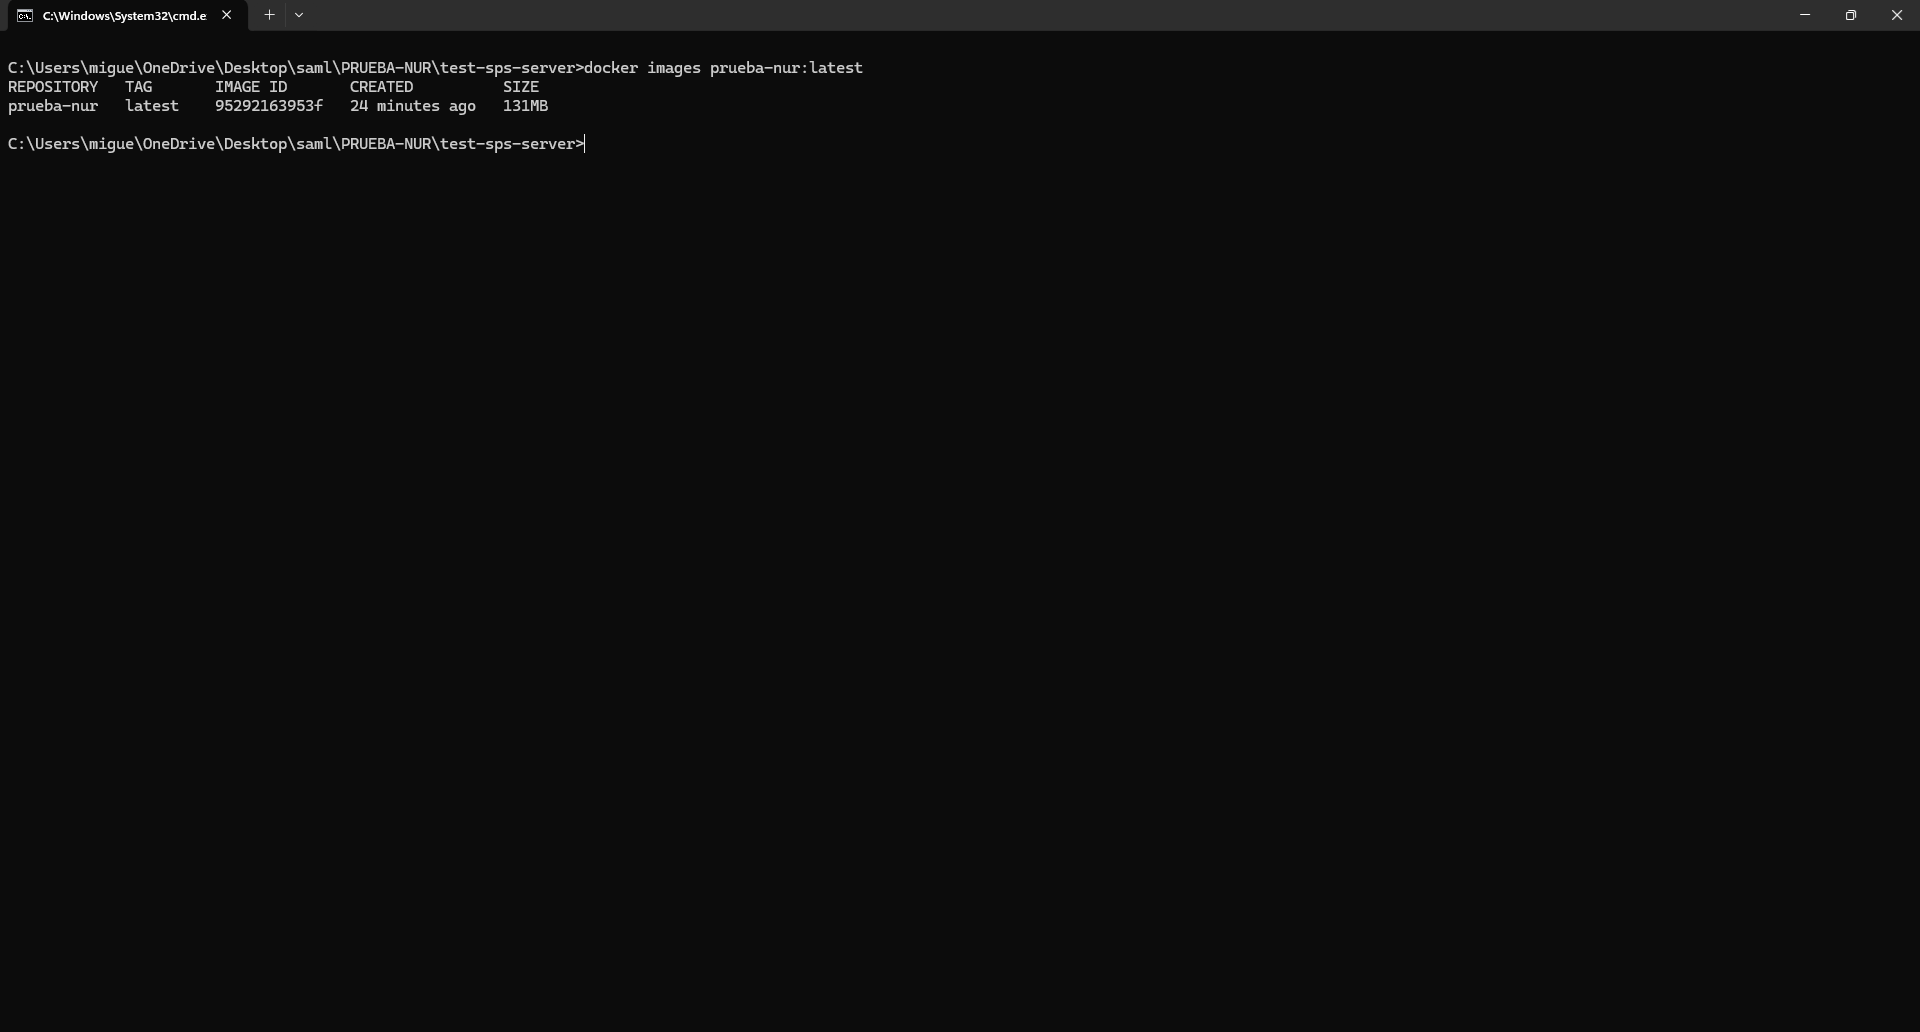 C:\Windows\System32\cmd.e
C:\Users\migue\OneDrive\Desktop\saml\PRUEBA-NUR\test-sps-server>docker images prueba-nur:latest
REPOSITORY   TAG       IMAGE ID       CREATED          SIZE
prueba-nur   latest    95292163953f   24 minutes ago   131MB
C:\Users\migue\OneDrive\Desktop\saml\PRUEBA-NUR\test-sps-server>